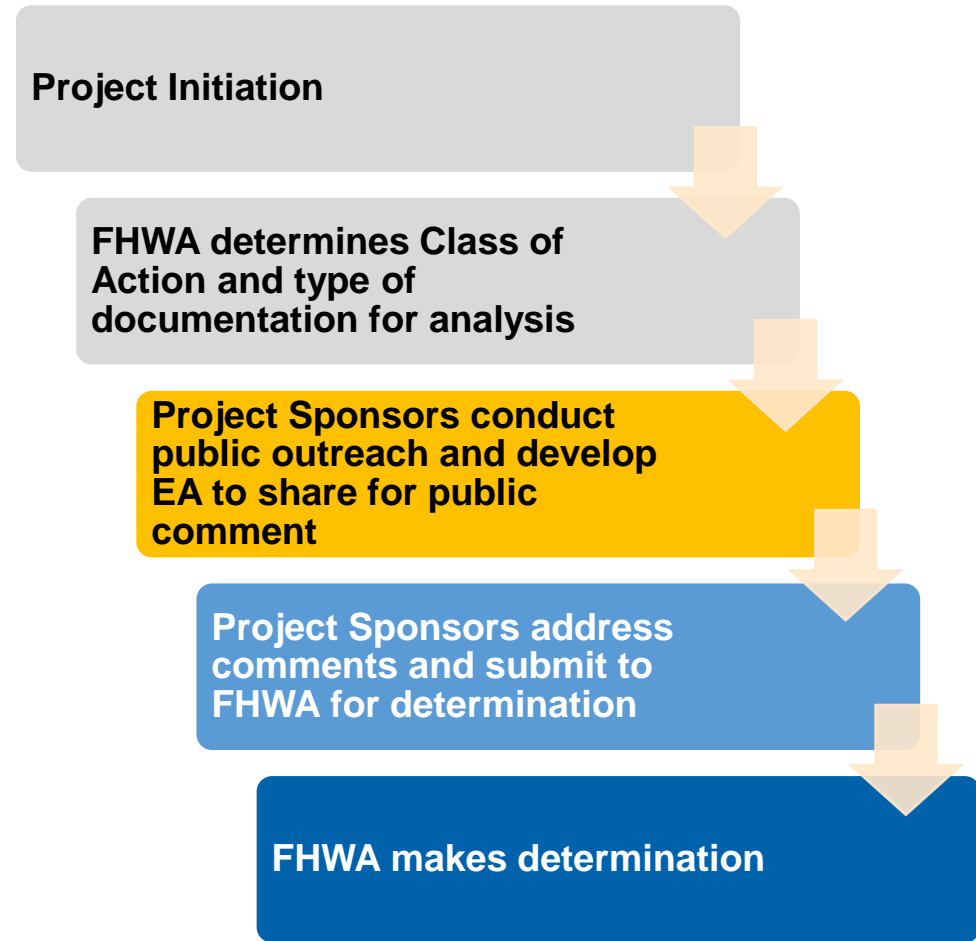 Project Initiation
FHWA determines Class of
Action and type of
documentation for analysis
Project Sponsors conduct
public outreach and develop
EA to share for public
comment
Project Sponsors address
comments and submit to
FHWA for determination
FHWA makes determination